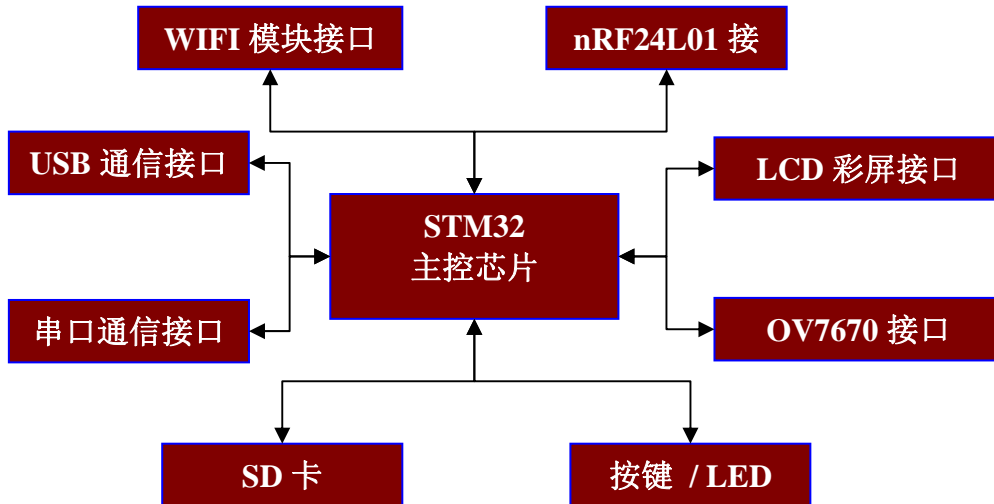 WIFI 模块接口
nRF24L01 接
USB 通信接口
LCD 彩屏接口
STM32
主控芯片
串口通信接口
OV7670 接口
SD 卡
按键 / LED